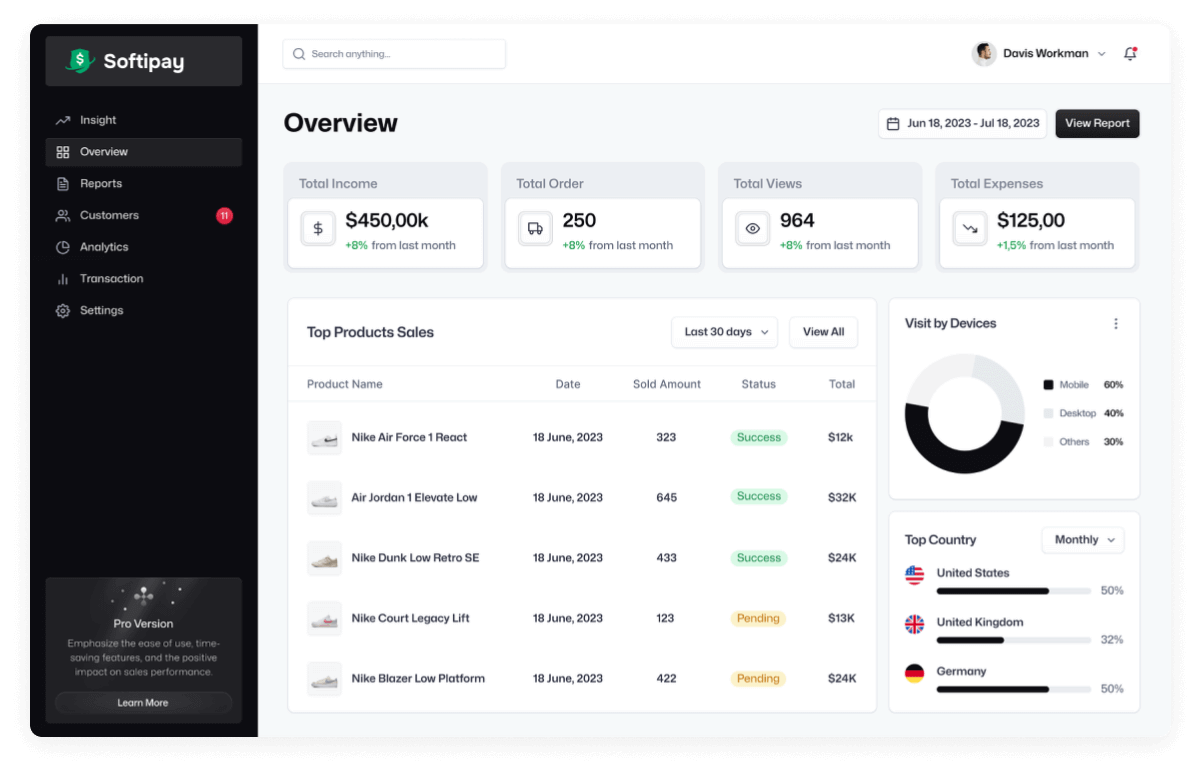 Softipay
Search anything...
Davis Workman
Insight
Overview
Reports
Customers 11
Analytics
Transaction
Settings
Pro Version
Emphasize the ease of use, time-
saving features, and the positive
impact on sales performance.
Learn More
Overview
Jun 18, 2023 - Jul 18, 2023
View Report
Total Income
$ $450,00k
+8% from last month
Total Order
250
+8% from last month
Total Views
964
+8% from last month
Total Expenses
$125,00
+1,5% from last month
Top Products Sales
Last 30 days
View All
Product Name Date Sold Amount Status Total
Nike Air Force 1 React 18 June, 2023 323 Success $12k
Air Jordan 1 Elevate Low 18 June, 2023 645 Success $32K
Nike Dunk Low Retro SE 18 June, 2023 433 Success $24K
Nike Court Legacy Lift 18 June, 2023 123 Pending $13K
Nike Blazer Low Platform 18 June, 2023 422 Pending $24K
Visit by Devices
Mobile 60%
Desktop 40%
Others 30%
Top Country
Monthly
United States
50%
United Kingdom
32%
Germany
50%